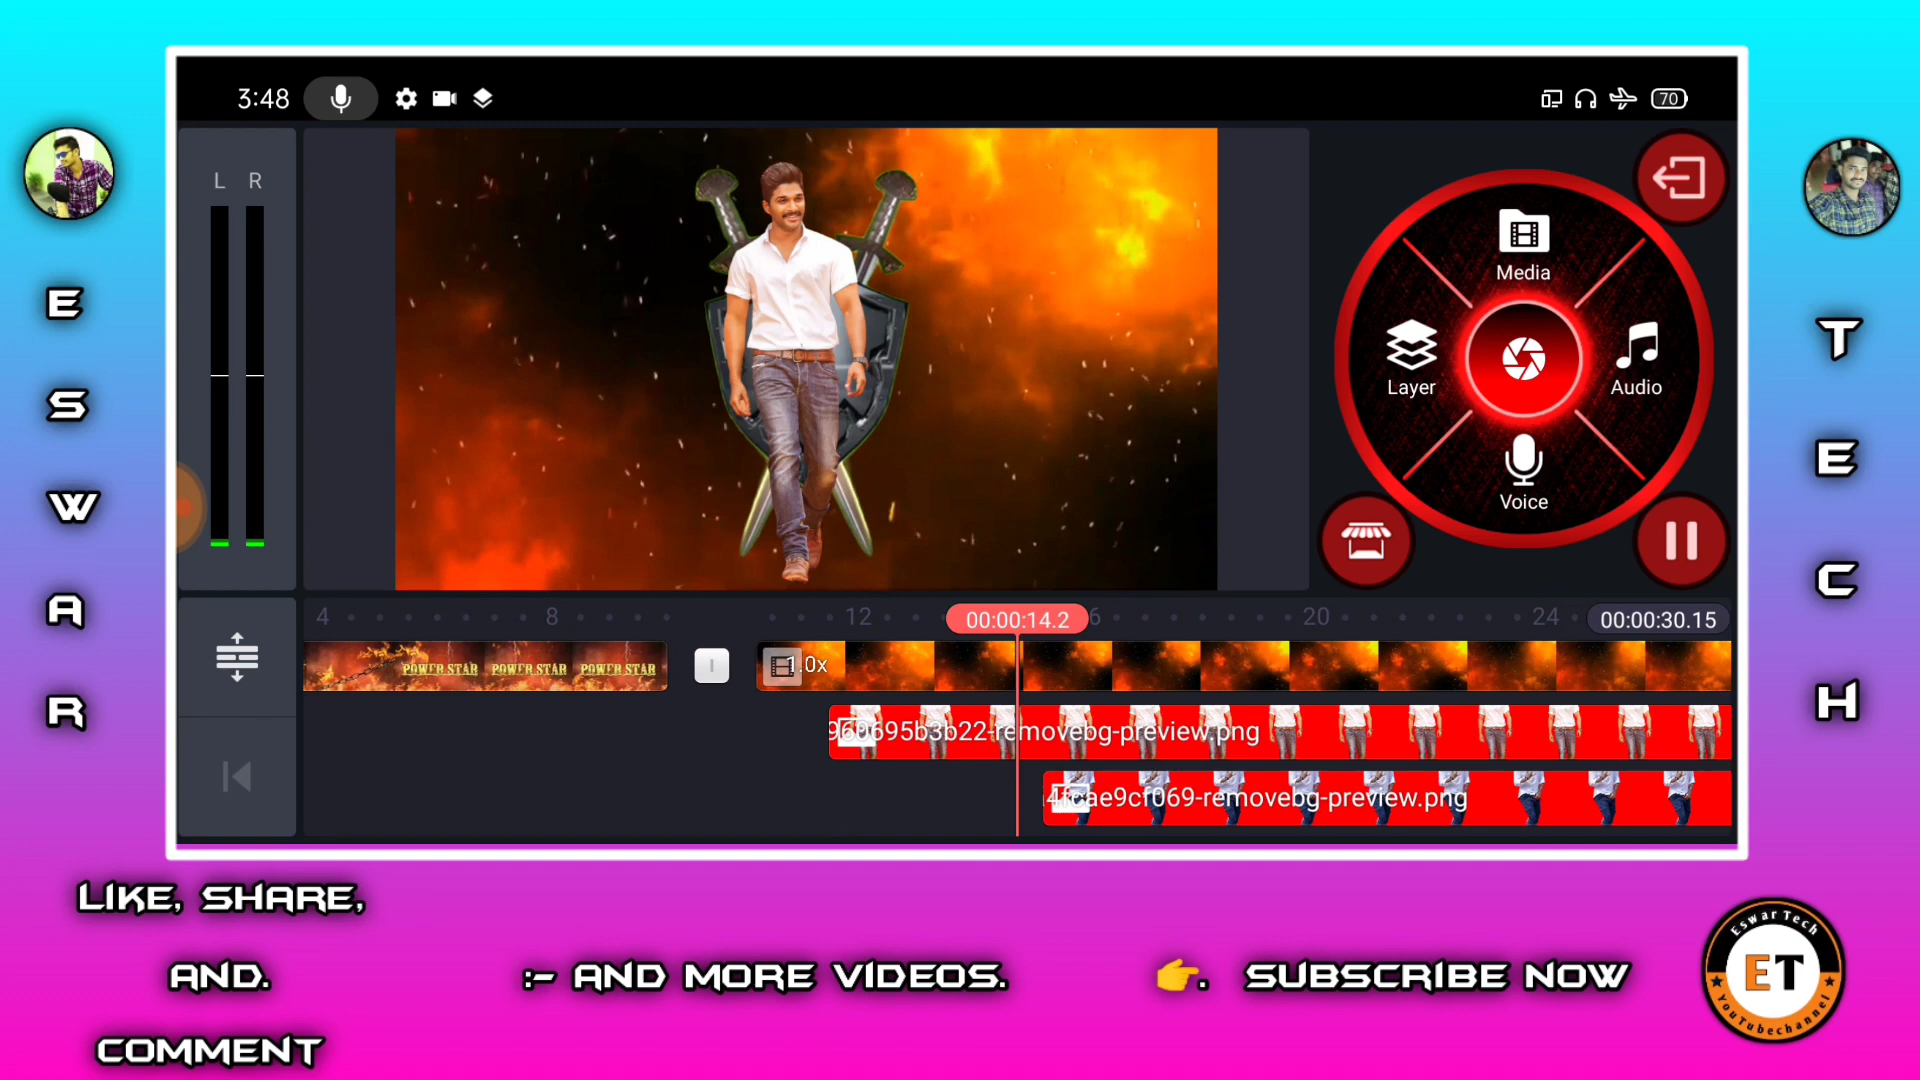 3:48
70
L R
Media
Layer
Audio
Voice
4 8 12 6 20 24
00:00:14.2
00:00:30.15
POWER STAR POWER STAR POWER STAR
1.0x
960695b3b22-removebg-preview.png
4fcae9cf069-removebg-preview.png
E
S
W
A
R
T
E
C
H
LIKE, SHARE,
AND.
COMMENT
:- AND MORE VIDEOS.
👉. SUBSCRIBE NOW
Eswar Tech
ET
YouTubechannel